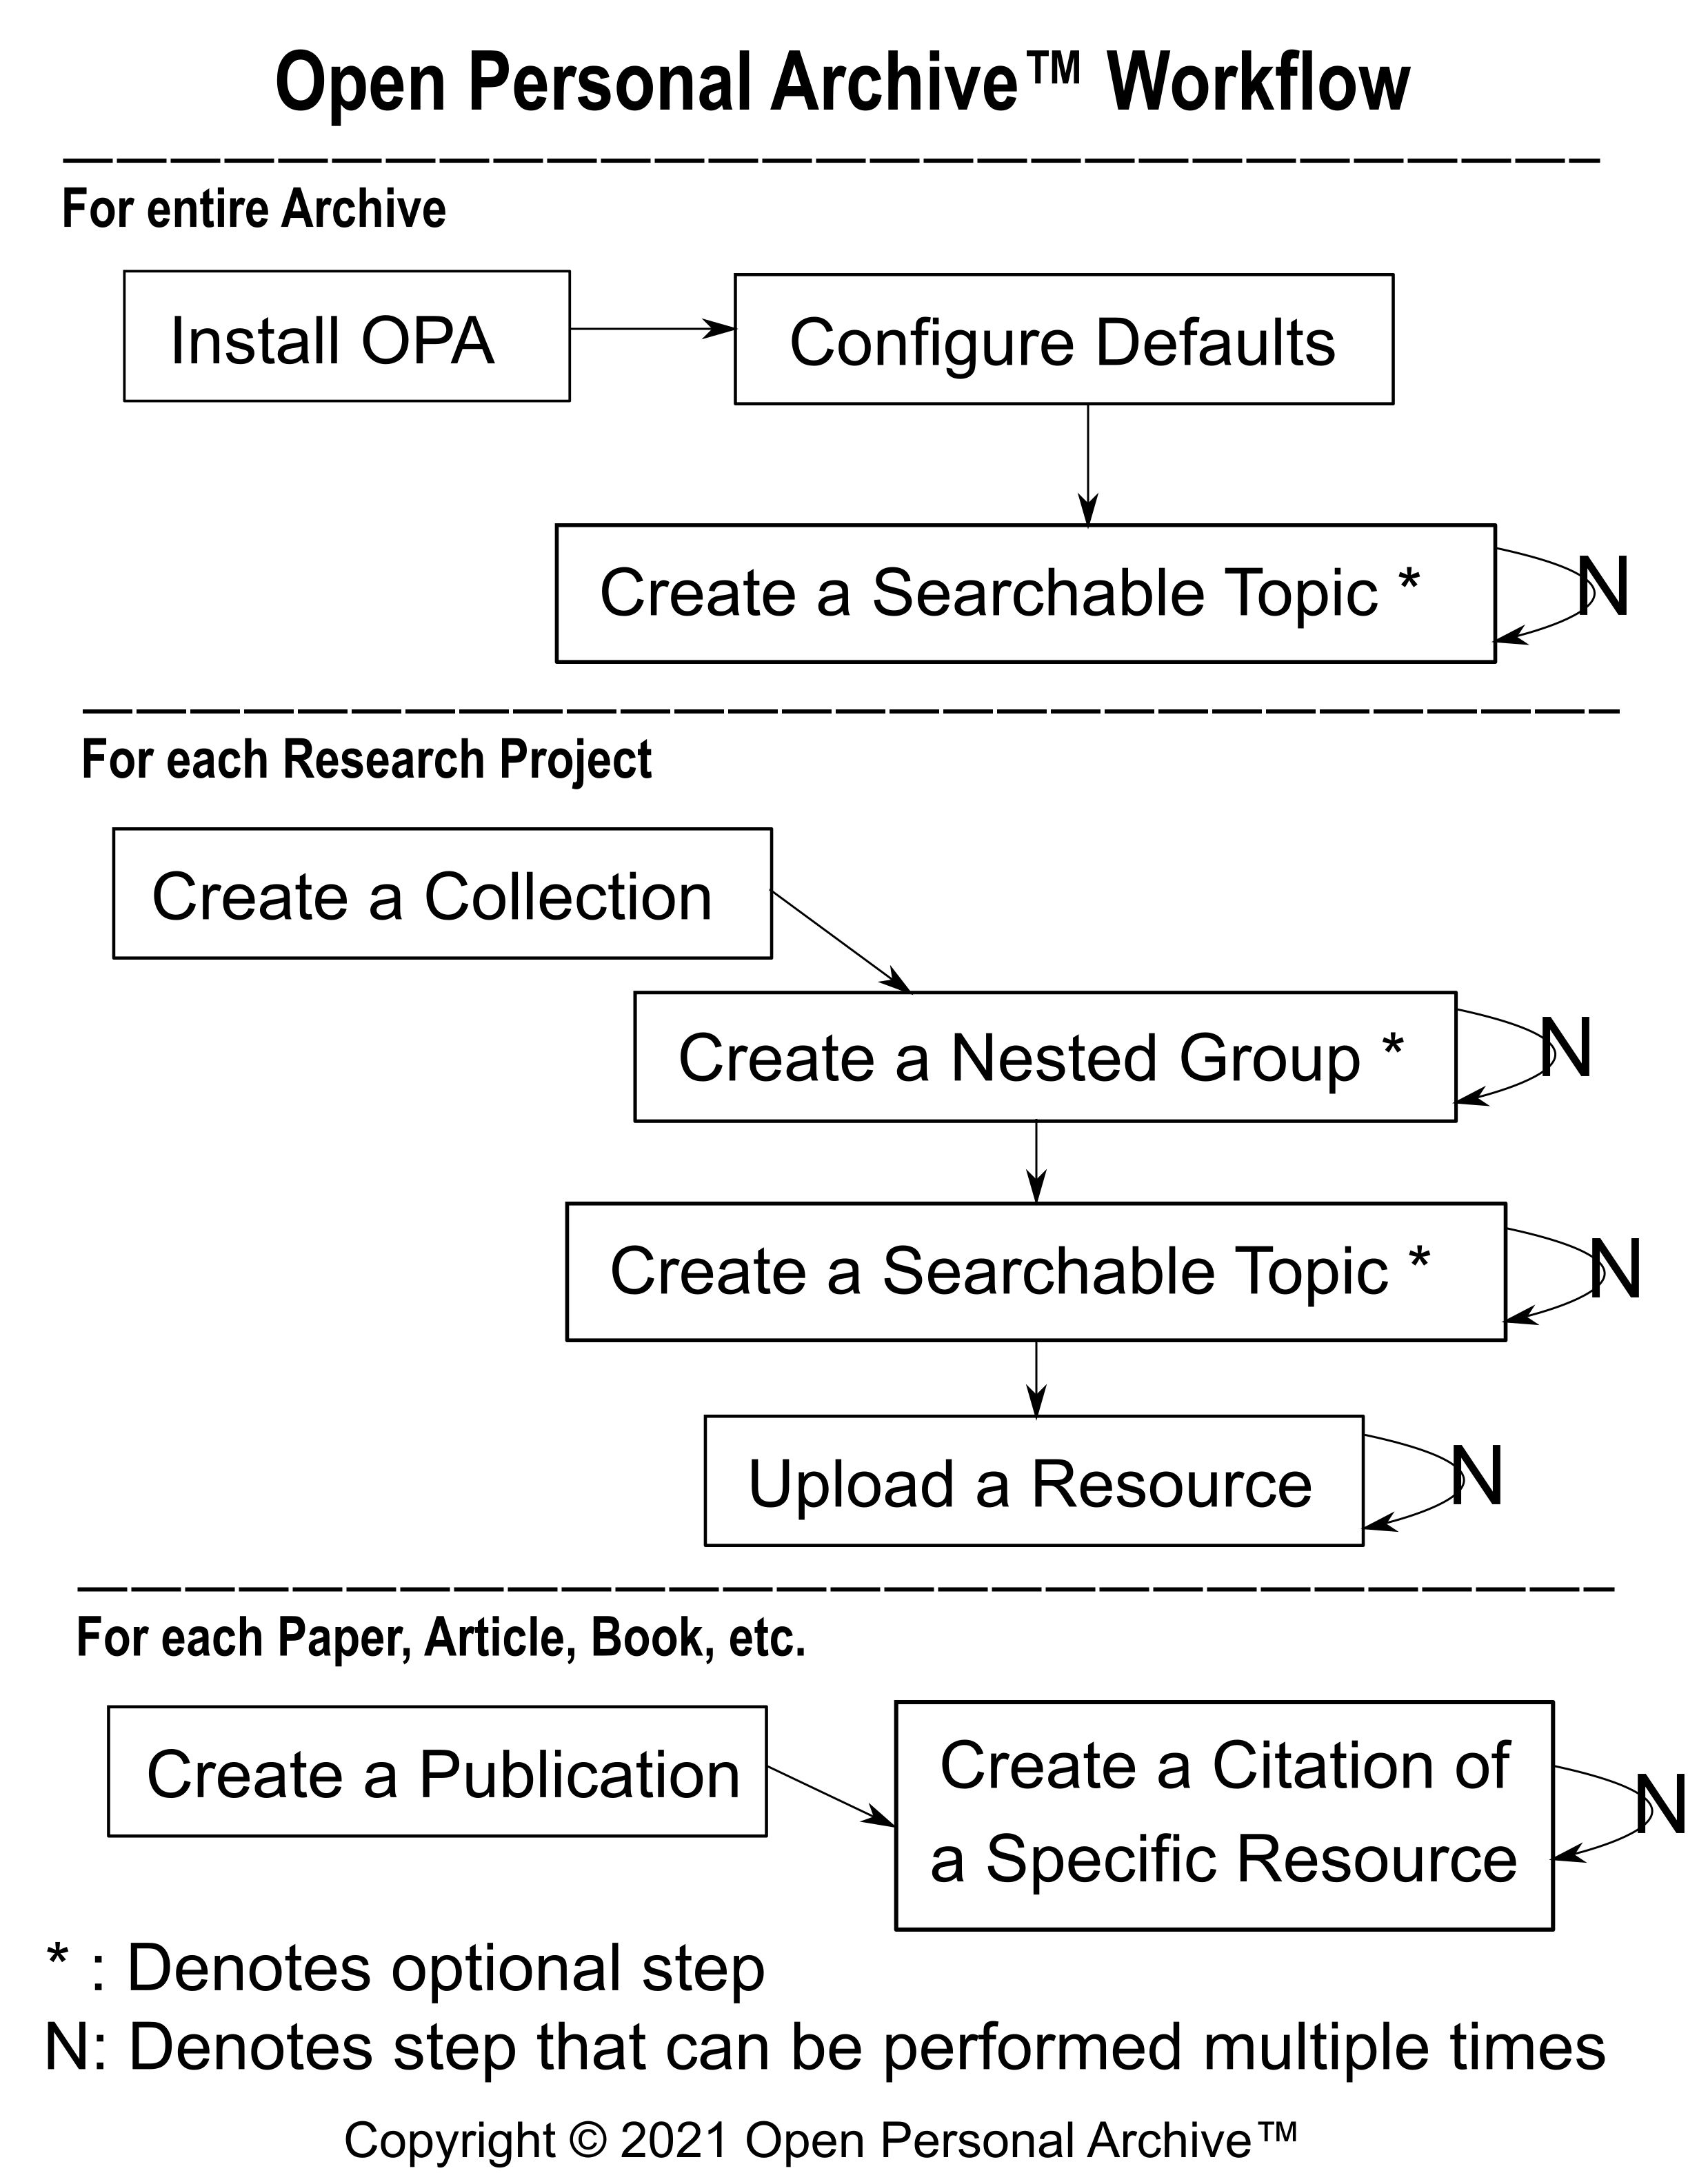 Open Personal Archive™ Workflow
For entire Archive
Install OPA
Configure Defaults
Create a Searchable Topic *
N
For each Research Project
Create a Collection
Create a Nested Group *
N
Create a Searchable Topic *
N
Upload a Resource
N
For each Paper, Article, Book, etc.
Create a Publication
Create a Citation of
a Specific Resource
N
* : Denotes optional step
N: Denotes step that can be performed multiple times
Copyright © 2021 Open Personal Archive™